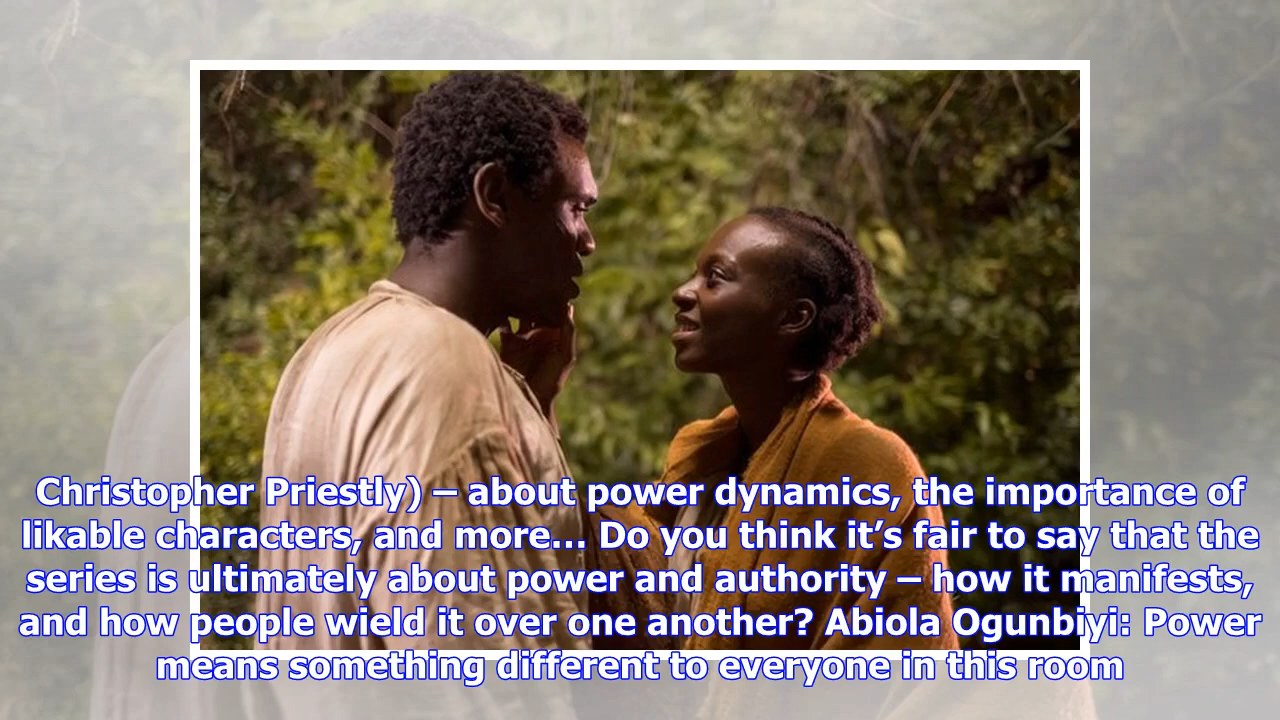 Christopher Priestly) – about power dynamics, the importance of
likable characters, and more... Do you think it’s fair to say that the
series is ultimately about power and authority – how it manifests,
and how people wield it over one another? Abiola Ogunbiyi: Power
means something different to everyone in this room